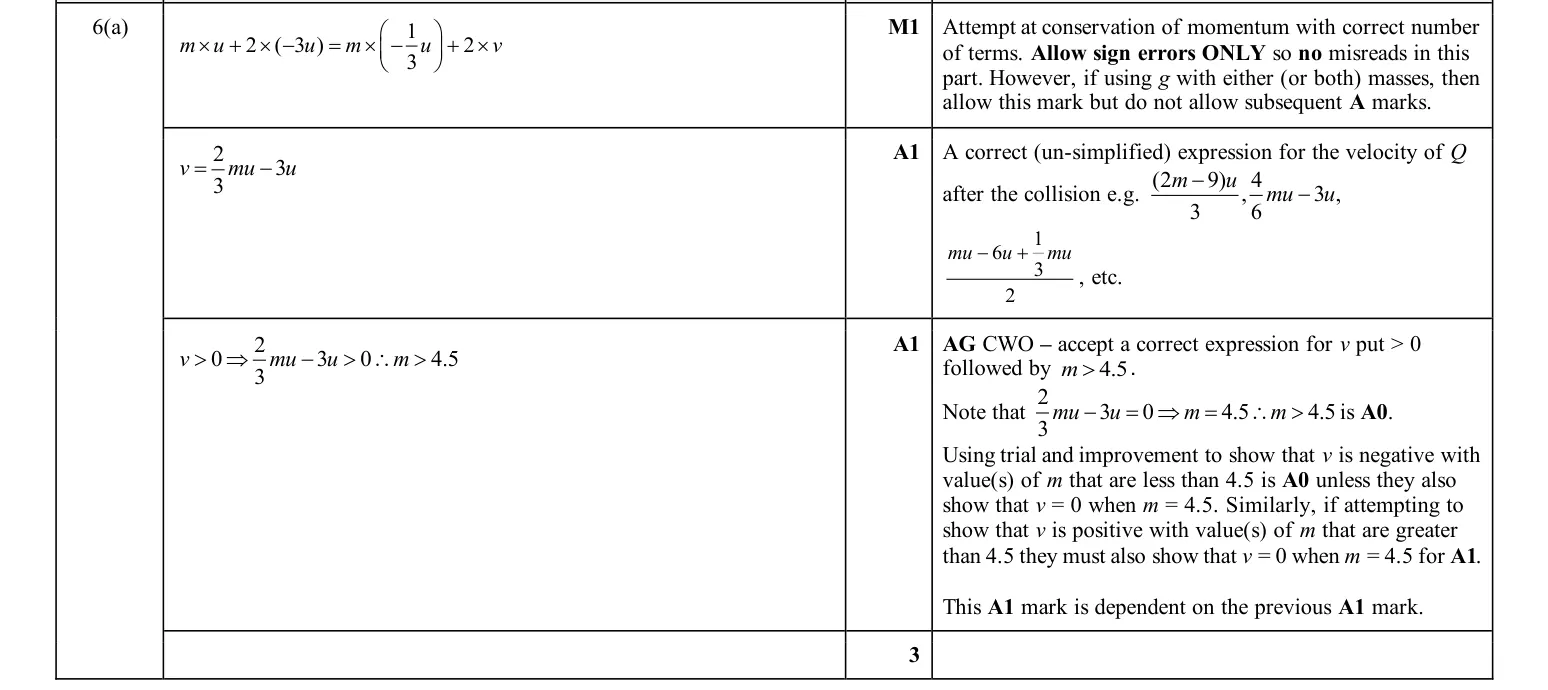 6(a)
m × u + 2 × (−3u) = m × (−1/3 u) + 2 × v
M1
Attempt at conservation of momentum with correct number
of terms. Allow sign errors ONLY so no misreads in this
part. However, if using g with either (or both) masses, then
allow this mark but do not allow subsequent A marks.
v = 2/3 mu − 3u
A1
A correct (un-simplified) expression for the velocity of Q
after the collision e.g. (2m − 9)u/3, 4/6 mu − 3u,
(mu − 6u + 1/3 mu)/2 , etc.
v > 0 ⇒ 2/3 mu − 3u > 0 ∴ m > 4.5
A1
AG CWO – accept a correct expression for v put > 0
followed by m > 4.5.
Note that 2/3 mu − 3u = 0 ⇒ m = 4.5 ∴ m > 4.5 is A0.
Using trial and improvement to show that v is negative with
value(s) of m that are less than 4.5 is A0 unless they also
show that v = 0 when m = 4.5. Similarly, if attempting to
show that v is positive with value(s) of m that are greater
than 4.5 they must also show that v = 0 when m = 4.5 for A1.
This A1 mark is dependent on the previous A1 mark.
3